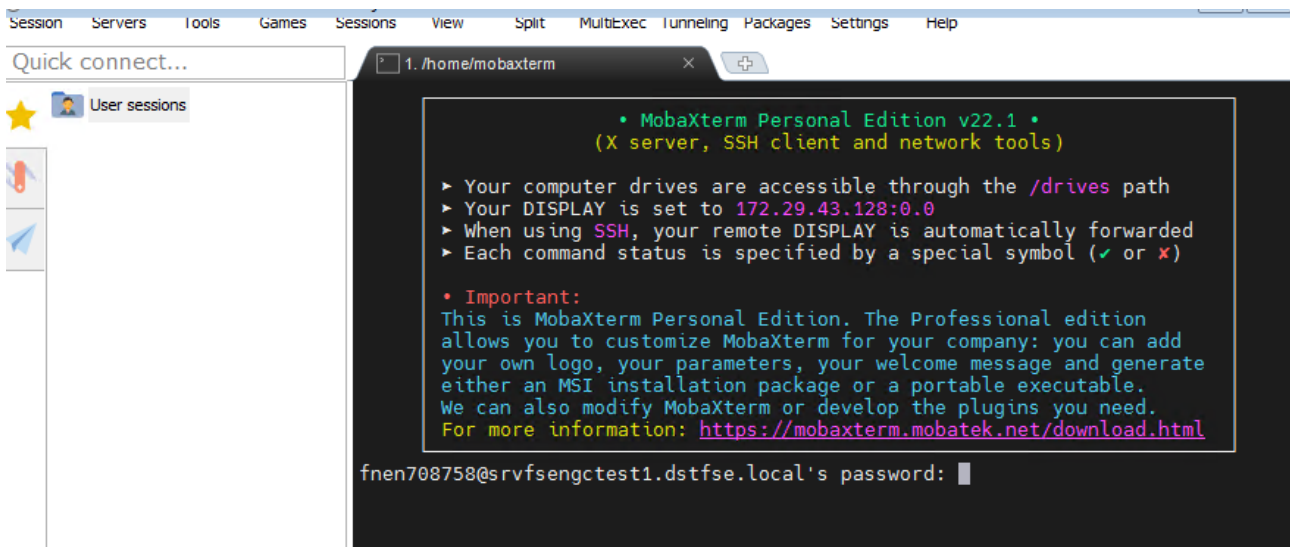 Session Servers Tools Games Sessions View Split MultiExec Tunneling Packages Settings Help
Quick connect...
1. /home/mobaxterm
User sessions
• MobaXterm Personal Edition v22.1 •
(X server, SSH client and network tools)
➤ Your computer drives are accessible through the /drives path
➤ Your DISPLAY is set to 172.29.43.128:0.0
➤ When using SSH, your remote DISPLAY is automatically forwarded
➤ Each command status is specified by a special symbol (✔ or ✘)
• Important:
This is MobaXterm Personal Edition. The Professional edition
allows you to customize MobaXterm for your company: you can add
your own logo, your parameters, your welcome message and generate
either an MSI installation package or a portable executable.
We can also modify MobaXterm or develop the plugins you need.
For more information: https://mobaxterm.mobatek.net/download.html
fnen708758@srvfsengctest1.dstfse.local's password: